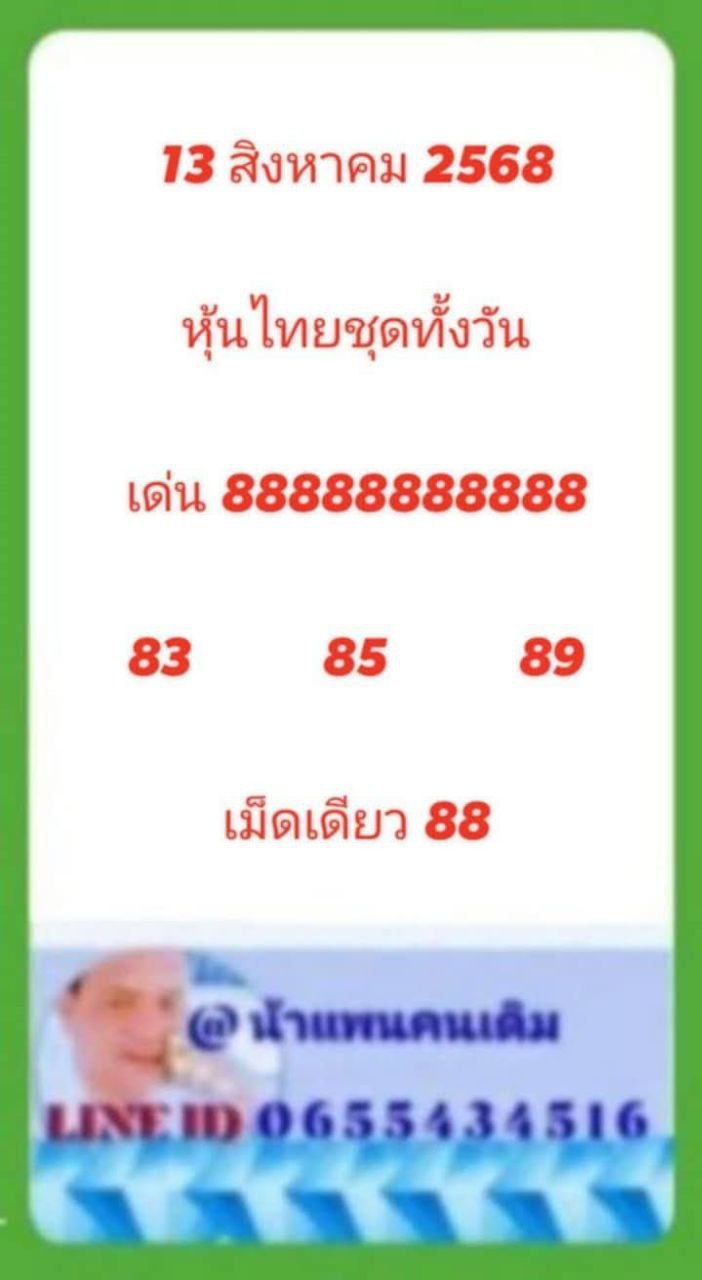 13 สิงหาคม 2568
หุ้นไทยชุดทั้งวัน
เด่น 88888888888
83 85 89
เม็ดเดียว 88
@น้าแพนคนเดิม
LINE ID 0655434516